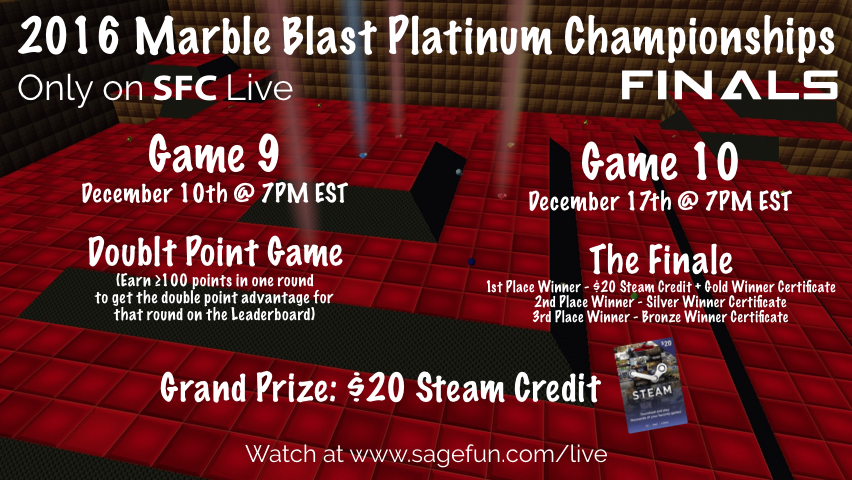 2016 Marble Blast Platinum Championships
Only on SFC Live
FINALS
Game 9
December 10th @ 7PM EST
Doublt Point Game
(Earn ≥100 points in one round
to get the double point advantage for
that round on the Leaderboard)
Game 10
December 17th @ 7PM EST
The Finale
1st Place Winner - $20 Steam Credit + Gold Winner Certificate
2nd Place Winner - Silver Winner Certificate
3rd Place Winner - Bronze Winner Certificate
Grand Prize: $20 Steam Credit
$20
STEAM
Watch at www.sagefun.com/live